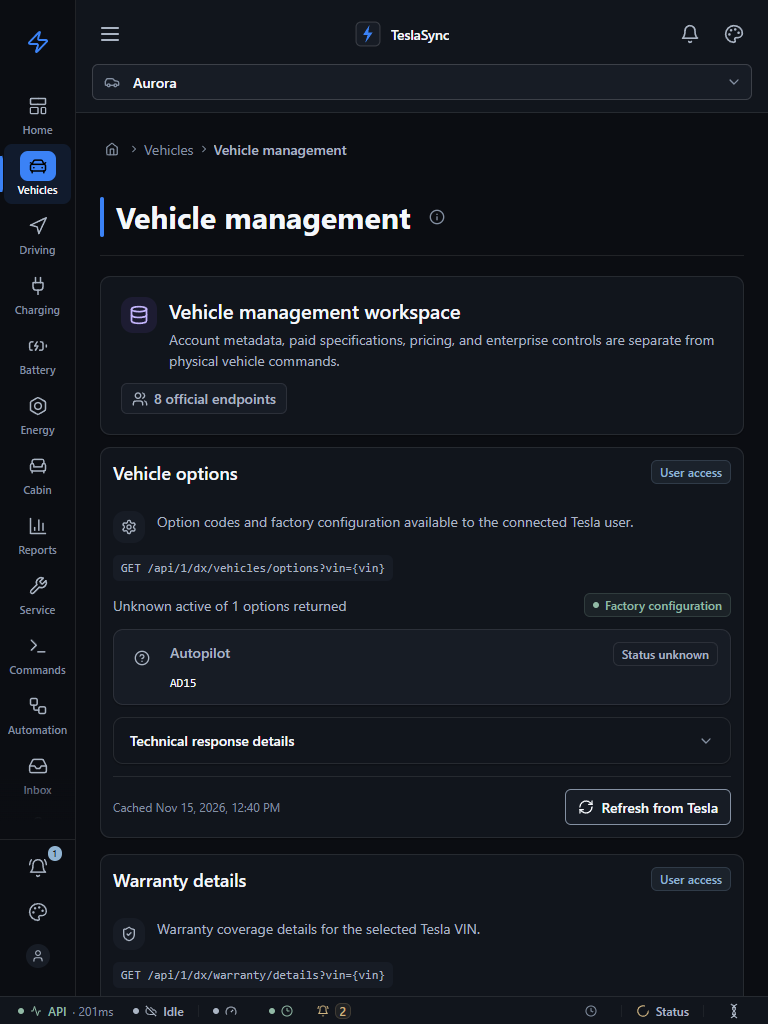 TeslaSync
Aurora
Home
Vehicles
Driving
Charging
Battery
Energy
Cabin
Reports
Service
Commands
Automation
Inbox
1
Vehicles
Vehicle management
Vehicle management
Vehicle management workspace
Account metadata, paid specifications, pricing, and enterprise controls are separate from
physical vehicle commands.
8 official endpoints
Vehicle options
User access
Option codes and factory configuration available to the connected Tesla user.
GET /api/1/dx/vehicles/options?vin={vin}
Unknown active of 1 options returned
Factory configuration
Autopilot
Status unknown
AD15
Technical response details
Cached Nov 15, 2026, 12:40 PM
Refresh from Tesla
Warranty details
User access
Warranty coverage details for the selected Tesla VIN.
GET /api/1/dx/warranty/details?vin={vin}
API · 201ms
Idle
2
Status